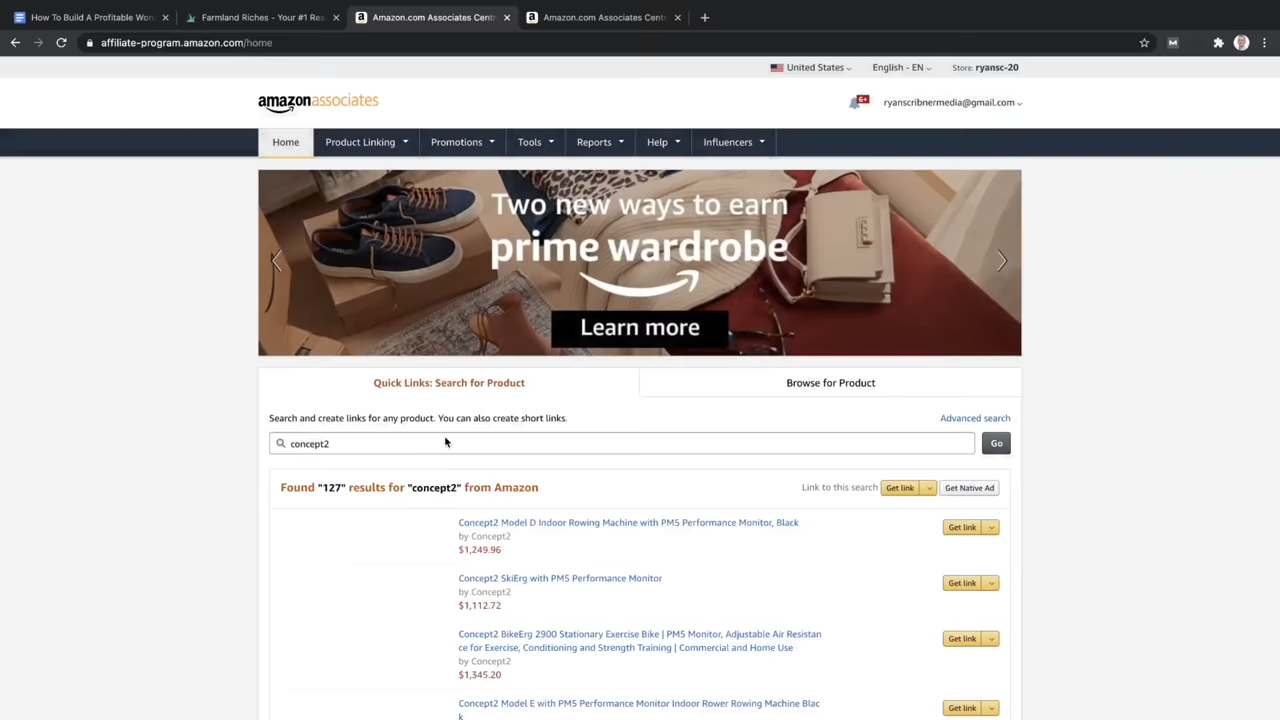 How To Build A Profitable Wor
Farmland Riches - Your #1 Re
Amazon.com Associates Cent
Amazon.com Associates Cent
affiliate-program.amazon.com/home
M
United States
English - EN
Store: ryansc-20
amazonassociates
6+
ryanscribnermedia@gmail.com
Home
Product Linking
Promotions
Tools
Reports
Help
Influencers
Two new ways to earn
prime wardrobe
Learn more
Quick Links: Search for Product
Browse for Product
Search and create links for any product. You can also create short links.
Advanced search
concept2
Go
Found "127" results for "concept2" from Amazon
Link to this search
Get link
Get Native Ad
Concept2 Model D Indoor Rowing Machine with PM5 Performance Monitor, Black
by Concept2
$1,249.96
Get link
Concept2 SkiErg with PM5 Performance Monitor
by Concept2
$1,112.72
Get link
Concept2 BikeErg 2900 Stationary Exercise Bike | PM5 Monitor, Adjustable Air Resistan
ce for Exercise, Conditioning and Strength Training | Commercial and Home Use
by Concept2
$1,345.20
Get link
Concept2 Model E with PM5 Performance Monitor Indoor Rower Rowing Machine Blac
k
Get link